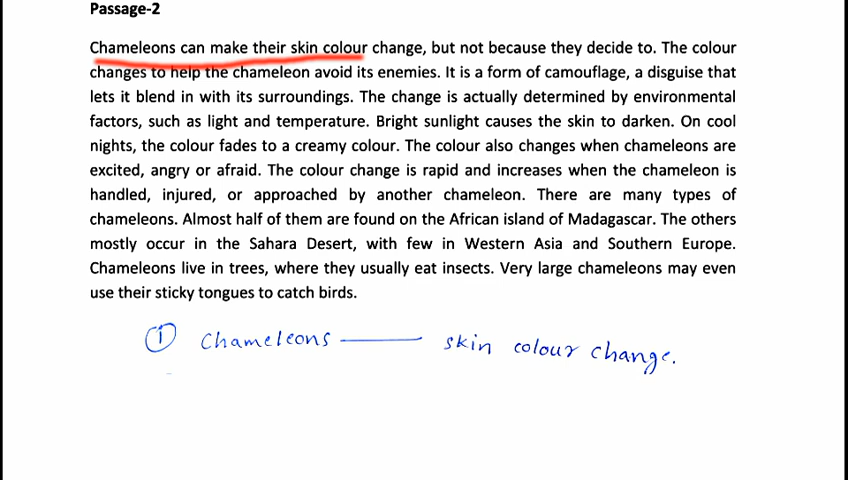 Passage-2
Chameleons can make their skin colour change, but not because they decide to. The colour
changes to help the chameleon avoid its enemies. It is a form of camouflage, a disguise that
lets it blend in with its surroundings. The change is actually determined by environmental
factors, such as light and temperature. Bright sunlight causes the skin to darken. On cool
nights, the colour fades to a creamy colour. The colour also changes when chameleons are
excited, angry or afraid. The colour change is rapid and increases when the chameleon is
handled, injured, or approached by another chameleon. There are many types of
chameleons. Almost half of them are found on the African island of Madagascar. The others
mostly occur in the Sahara Desert, with few in Western Asia and Southern Europe.
Chameleons live in trees, where they usually eat insects. Very large chameleons may even
use their sticky tongues to catch birds.
① Chameleons —— skin colour change.